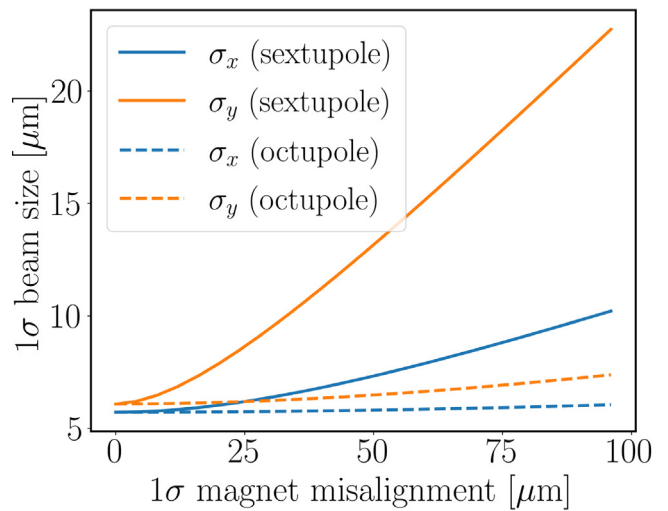 σx (sextupole)
σy (sextupole)
σx (octupole)
σy (octupole)
1σ beam size [μm]
20
15
10
5
0 25 50 75 100
1σ magnet misalignment [μm]